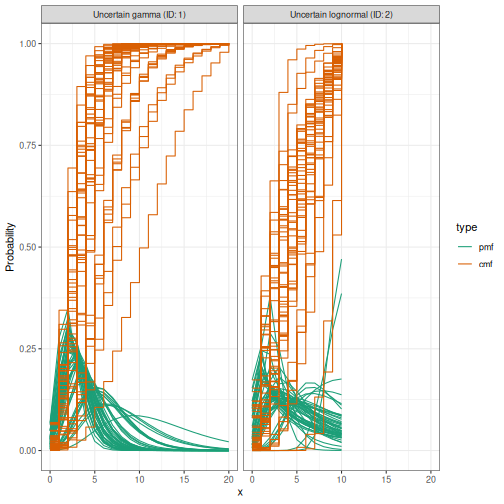 Uncertain gamma (ID: 1) Uncertain lognormal (ID: 2)
1.00
0.75
0.50
0.25
0.00
Probability
0 5 10 15 20 0 5 10 15 20
x
type
pmf
cmf